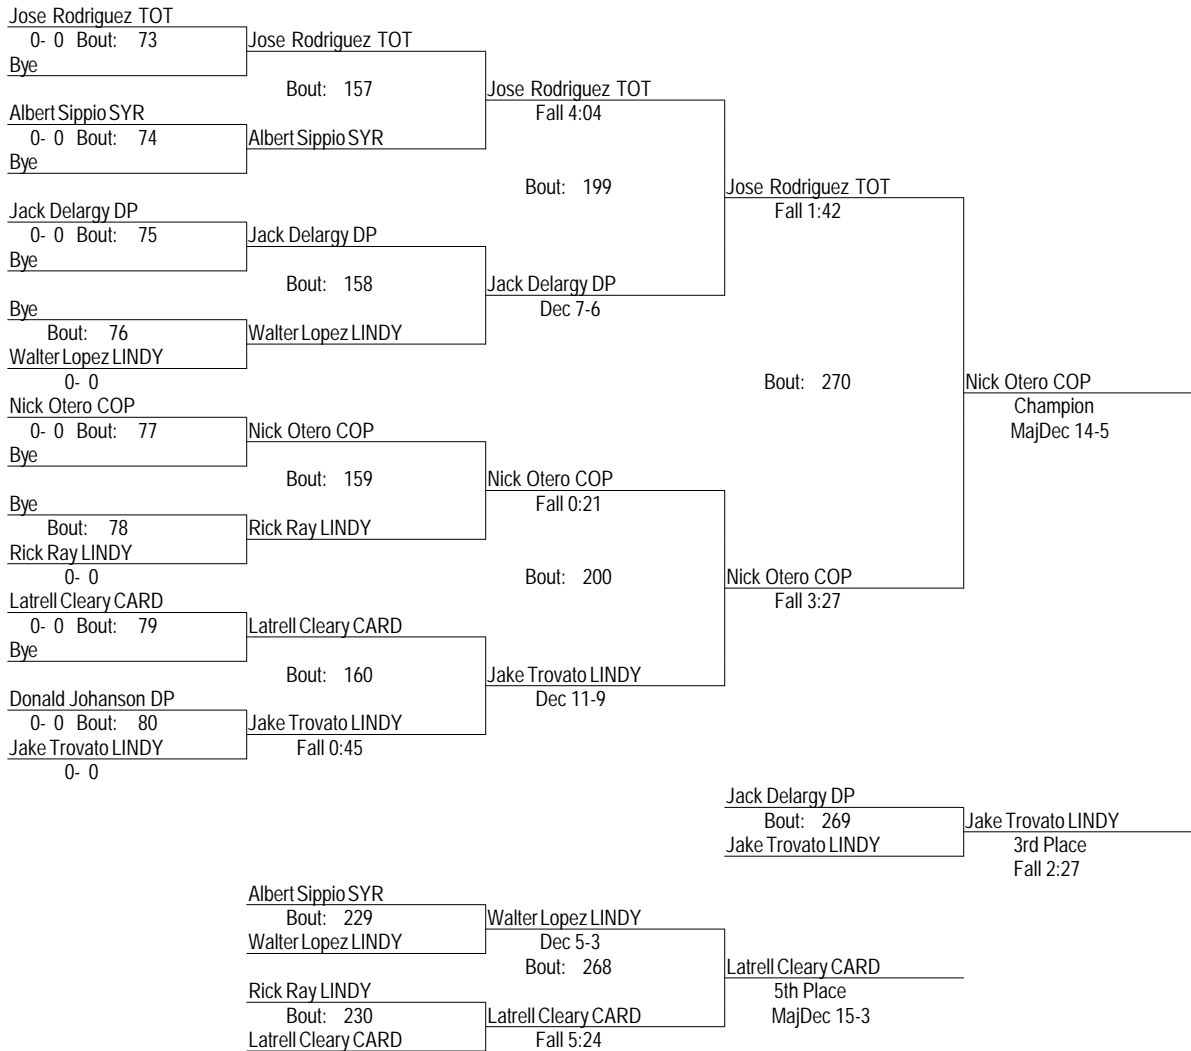 Jose Rodriguez TOT
0- 0 Bout: 73
Bye
Jose Rodriguez TOT
Bout: 157
Albert Sippio SYR
0- 0 Bout: 74
Bye
Albert Sippio SYR
Jose Rodriguez TOT
Fall 4:04
Bout: 199
Jack Delargy DP
0- 0 Bout: 75
Bye
Jack Delargy DP
Bout: 158
Bye
Bout: 76
Walter Lopez LINDY
0- 0
Walter Lopez LINDY
Jack Delargy DP
Dec 7-6
Jose Rodriguez TOT
Fall 1:42
Bout: 270
Nick Otero COP
Champion
MajDec 14-5
Nick Otero COP
0- 0 Bout: 77
Bye
Nick Otero COP
Bout: 159
Bye
Bout: 78
Rick Ray LINDY
0- 0
Rick Ray LINDY
Nick Otero COP
Fall 0:21
Bout: 200
Nick Otero COP
Fall 3:27
Latrell Cleary CARD
0- 0 Bout: 79
Bye
Latrell Cleary CARD
Bout: 160
Donald Johanson DP
0- 0 Bout: 80
Jake Trovato LINDY
0- 0
Jake Trovato LINDY
Fall 0:45
Jake Trovato LINDY
Dec 11-9
Jack Delargy DP
Bout: 269
Jake Trovato LINDY
Jake Trovato LINDY
3rd Place
Fall 2:27
Albert Sippio SYR
Bout: 229
Walter Lopez LINDY
Walter Lopez LINDY
Dec 5-3
Bout: 268
Rick Ray LINDY
Bout: 230
Latrell Cleary CARD
Latrell Cleary CARD
Fall 5:24
Latrell Cleary CARD
5th Place
MajDec 15-3